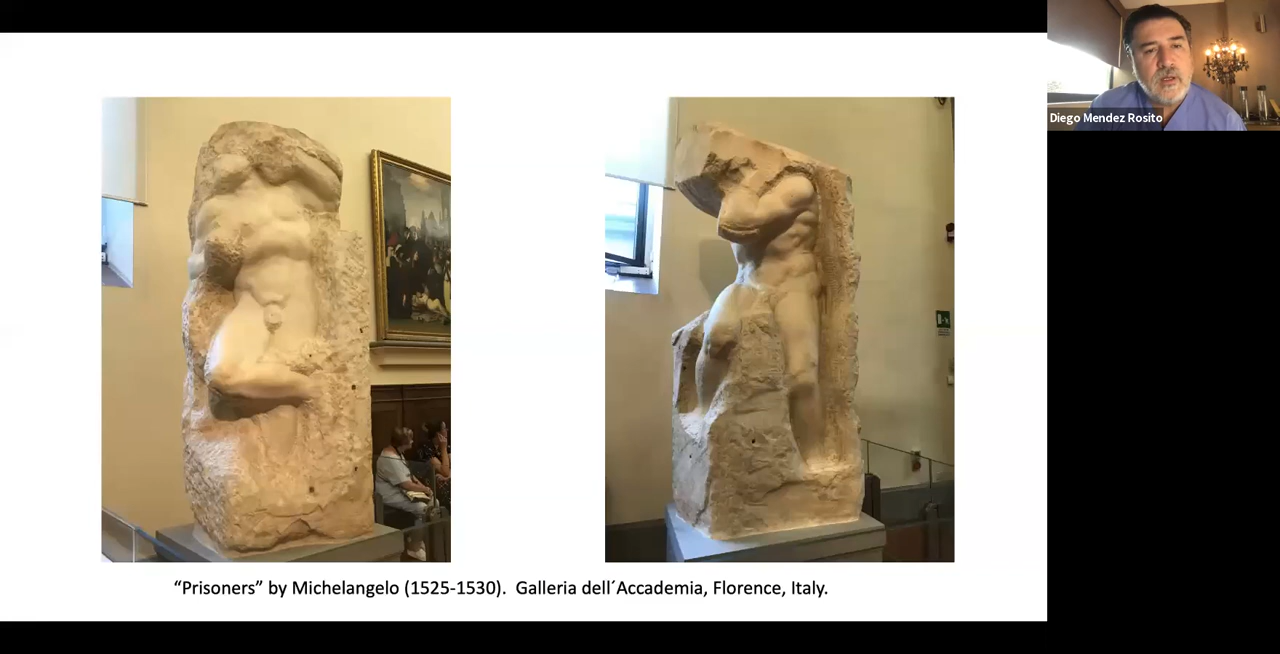 Diego Mendez Rosito
“Prisoners” by Michelangelo (1525-1530).  Galleria dell´Accademia, Florence, Italy.